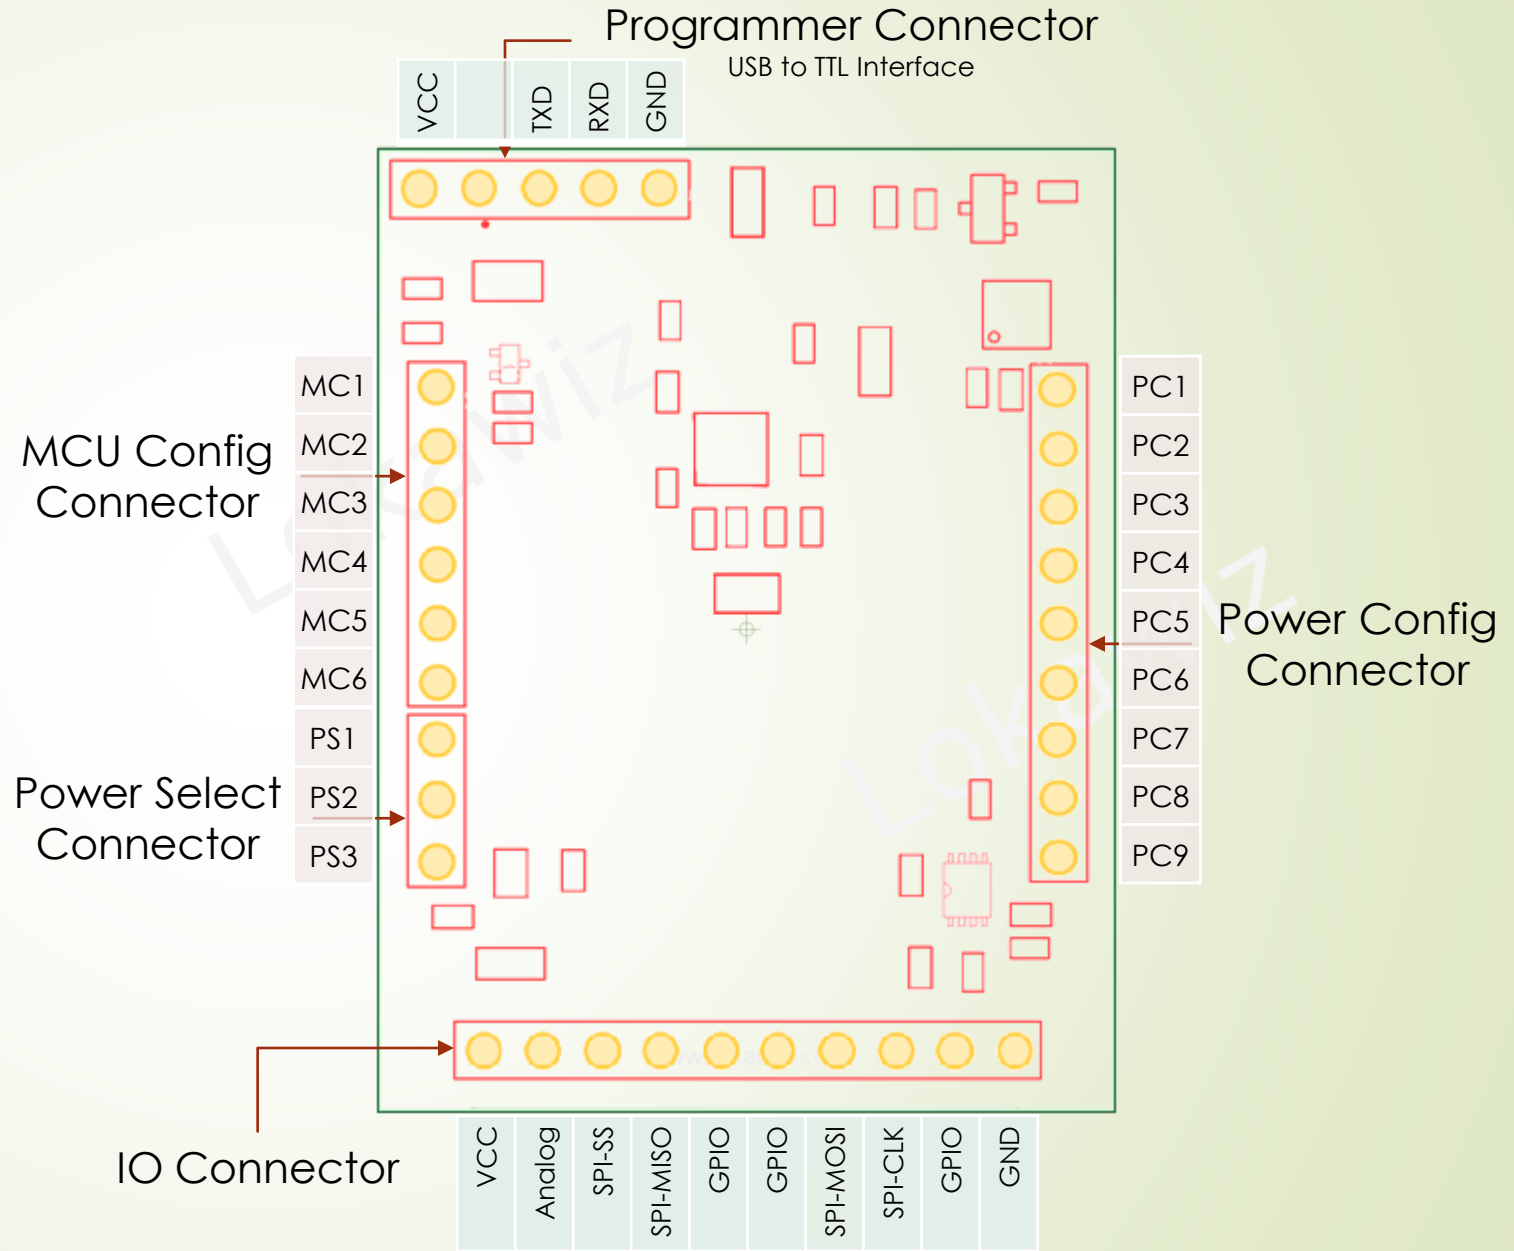 Programmer Connector
USB to TTL Interface
VCC
TXD
RXD
GND
MC1
MC2
MC3
MC4
MC5
MC6
MCU Config
Connector
PS1
PS2
PS3
Power Select
Connector
PC1
PC2
PC3
PC4
PC5
PC6
PC7
PC8
PC9
Power Config
Connector
Lokawiz
Lokawiz
IO Connector
VCC
Analog
SPI-SS
SPI-MISO
GPIO
GPIO
SPI-MOSI
SPI-CLK
GPIO
GND